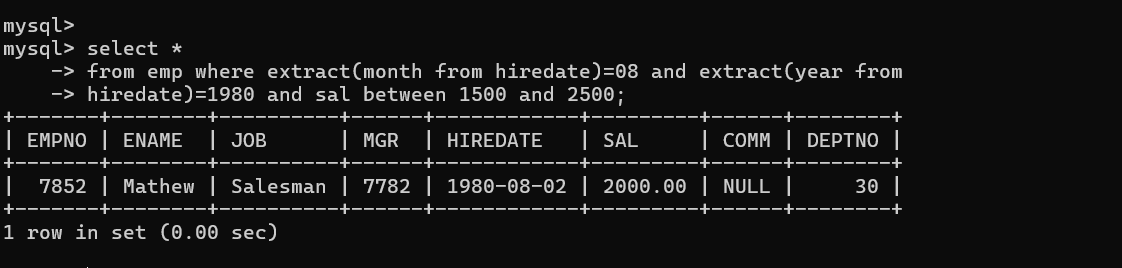 mysql>
mysql> select *
    -> from emp where extract(month from hiredate)=08 and extract(year from
    -> hiredate)=1980 and sal between 1500 and 2500;
+-------+--------+----------+------+------------+---------+------+--------+
| EMPNO | ENAME  | JOB      | MGR  | HIREDATE   | SAL     | COMM | DEPTNO |
+-------+--------+----------+------+------------+---------+------+--------+
|  7852 | Mathew | Salesman | 7782 | 1980-08-02 | 2000.00 | NULL |     30 |
+-------+--------+----------+------+------------+---------+------+--------+
1 row in set (0.00 sec)